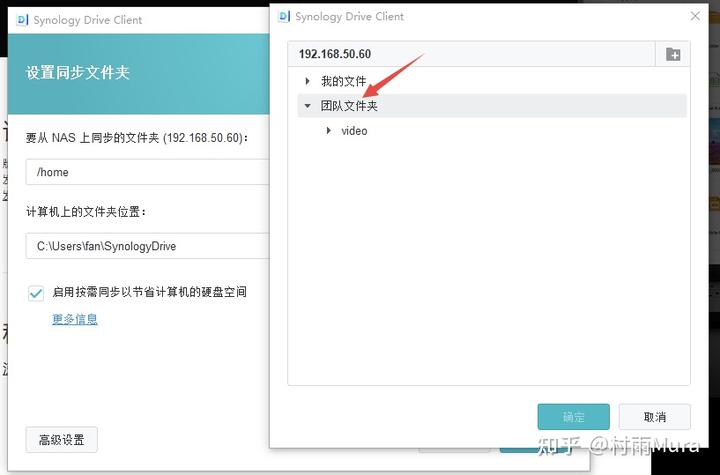 Synology Drive Client
设置同步文件夹
要从 NAS 上同步的文件夹 (192.168.50.60)：
/home
计算机上的文件夹位置：
C:\Users\fan\SynologyDrive
启用按需同步以节省计算机的硬盘空间
更多信息
高级设置
Synology Drive Client
192.168.50.60
我的文件
团队文件夹
video
确定
取消
知乎 @村雨Mura